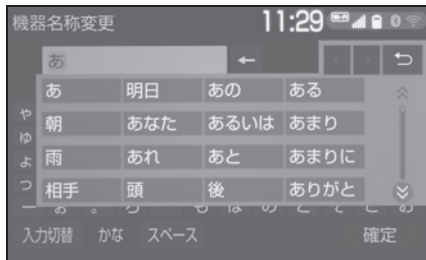 機器名称変更 11:29
あ ←
あ 明日 あの ある
や 朝 あなた あるいは あまり
ゆ
よ 雨 あれ あと あまりに
つ 相手 頭 後 ありがと
入力切替 かな スペース 確定